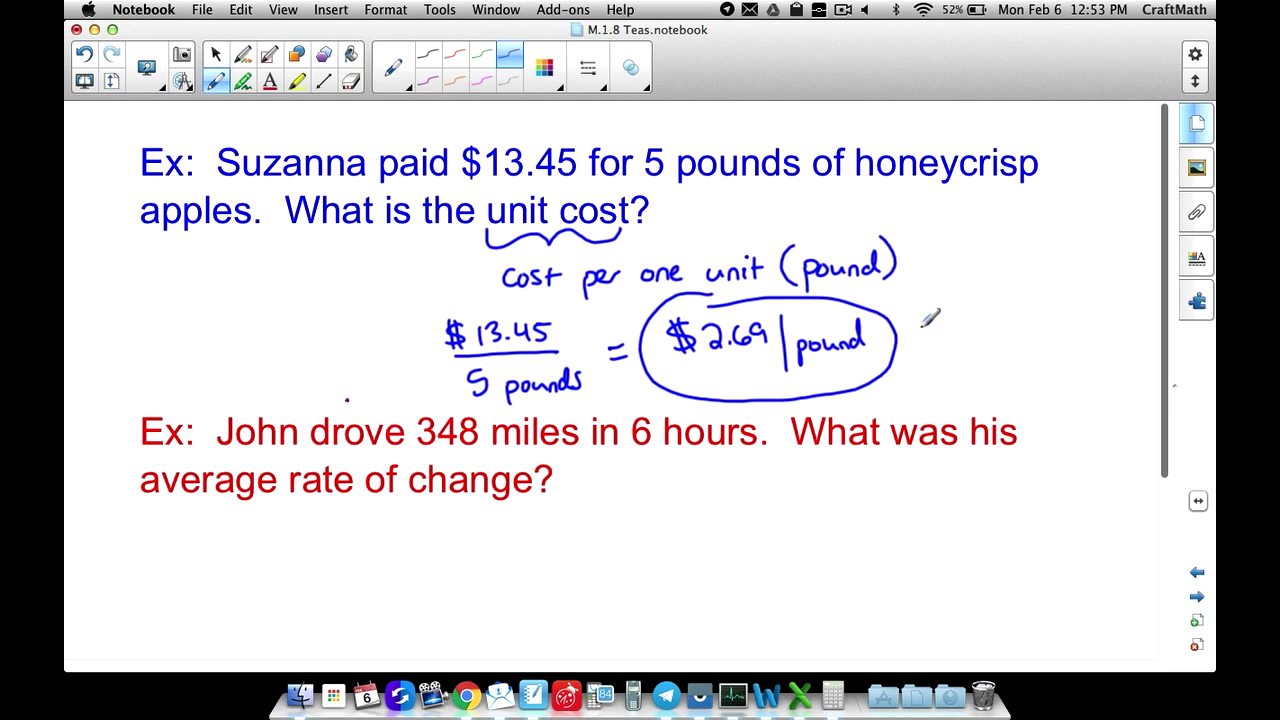 Notebook File Edit View Insert Format Tools Window Add-ons Help 52% Mon Feb 6 12:53 PM CraftMath
M.1.8 Teas.notebook
Ex: Suzanna paid $13.45 for 5 pounds of honeycrisp
apples. What is the unit cost?
cost per one unit (pound)
$ 13.45
5 pounds
= $2.69 | pound
Ex: John drove 348 miles in 6 hours. What was his
average rate of change?